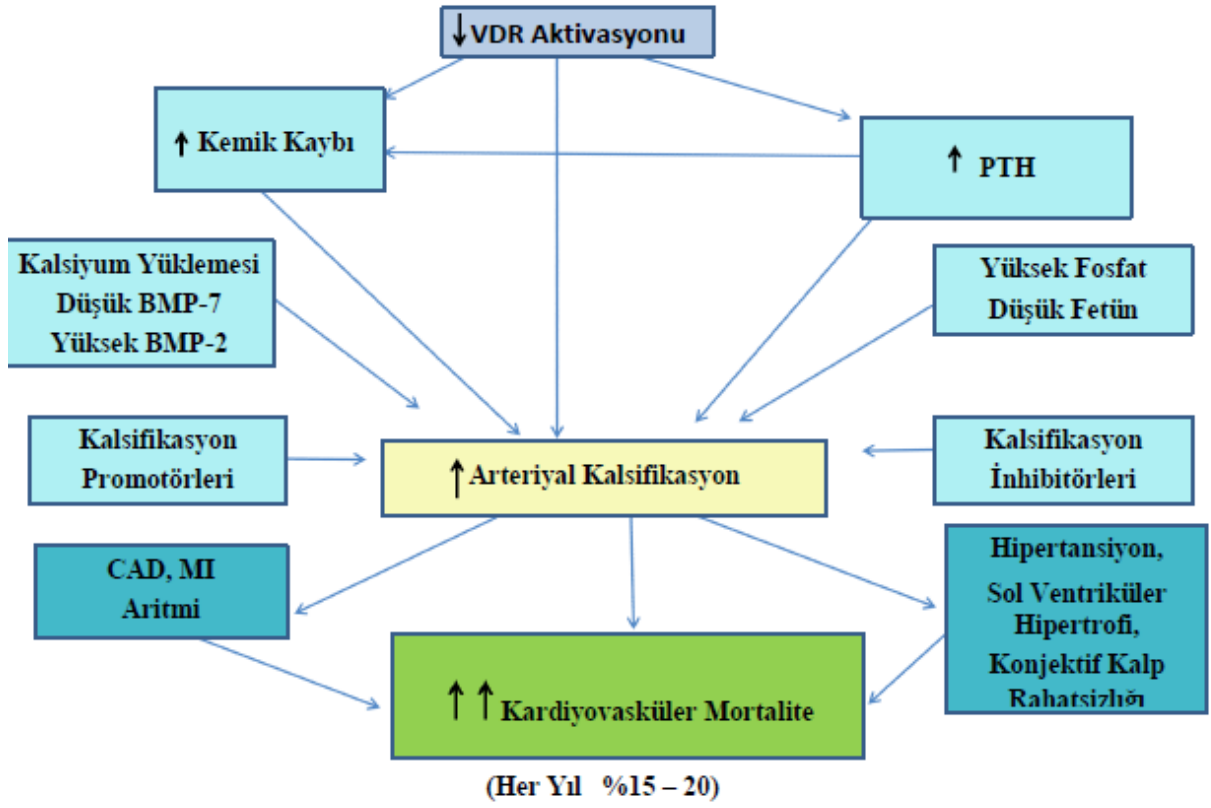 ↓VDR Aktivasyonu
↑ Kemik Kaybı
↑ PTH
Kalsiyum Yüklemesi
Düşük BMP-7
Yüksek BMP-2
Yüksek Fosfat
Düşük Fetün
Kalsifikasyon
Promotörleri
↑Arteriyal Kalsifikasyon
Kalsifikasyon
İnhibitörleri
CAD, MI
Aritmi
Hipertansiyon,
Sol Ventriküler
Hipertrofi,
Konjektif Kalp
Rahatsızlığı
↑ ↑ Kardiyovasküler Mortalite
(Her Yıl %15 – 20)